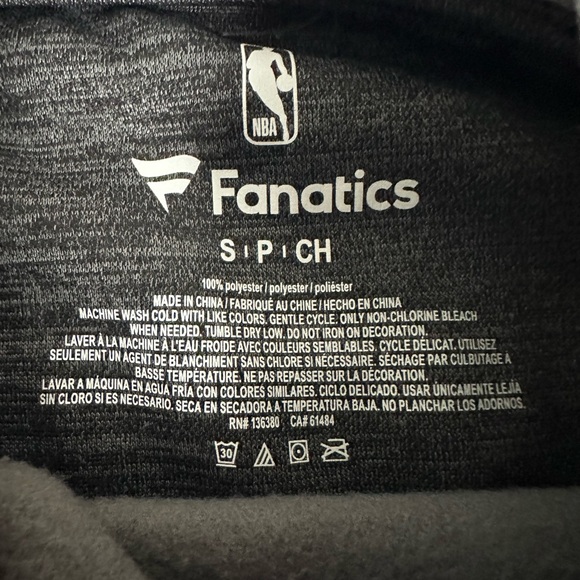 NBA
Fanatics
S | P | CH
100% polyester / polyester / poliéster
MADE IN CHINA / FABRIQUÉ AU CHINE / HECHO EN CHINA
MACHINE WASH COLD WITH LIKE COLORS. GENTLE CYCLE. ONLY NON-CHLORINE BLEACH
WHEN NEEDED. TUMBLE DRY LOW. DO NOT IRON ON DECORATION.
LAVER À LA MACHINE À L'EAU FROIDE AVEC COULEURS SEMBLABLES. CYCLE DÉLICAT. UTILISEZ
SEULEMENT UN AGENT DE BLANCHIMENT SANS CHLORE SI NÉCESSAIRE. SÉCHAGE PAR CULBUTAGE À
BASSE TEMPÉRATURE. NE PAS REPASSER SUR LA DÉCORATION.
LAVAR A MÁQUINA EN AGUA FRÍA CON COLORES SIMILARES. CICLO DELICADO. USAR ÚNICAMENTE LEJÍA
SIN CLORO SI ES NECESARIO. SECA EN SECADORA A TEMPERATURA BAJA. NO PLANCHAR LOS ADORNOS.
RN# 136380 CA# 61484
30